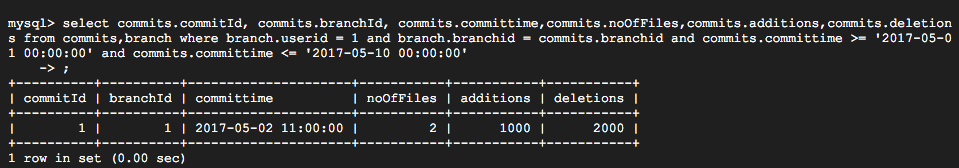 mysql> select commits.commitId, commits.branchId, commits.committime,commits.noOfFiles,commits.additions,commits.deletion
s from commits,branch where branch.userid = 1 and branch.branchid = commits.branchid and commits.committime >= '2017-05-0
1 00:00:00' and commits.committime <= '2017-05-10 00:00:00'
    -> ;
+----------+----------+---------------------+-----------+-----------+-----------+
| commitId | branchId | committime          | noOfFiles | additions | deletions |
+----------+----------+---------------------+-----------+-----------+-----------+
|        1 |        1 | 2017-05-02 11:00:00 |         2 |      1000 |      2000 |
+----------+----------+---------------------+-----------+-----------+-----------+
1 row in set (0.00 sec)